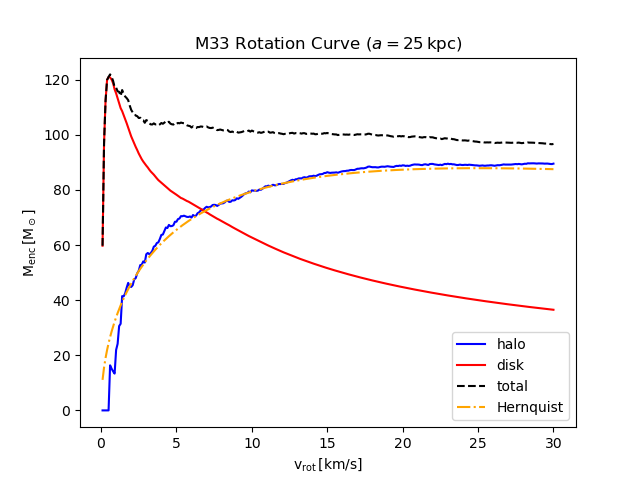 M33 Rotation Curve (a = 25 kpc)
M_enc [M_⊙]
120
100
80
60
40
20
0
0 5 10 15 20 25 30
v_rot [km/s]
halo
disk
total
Hernquist